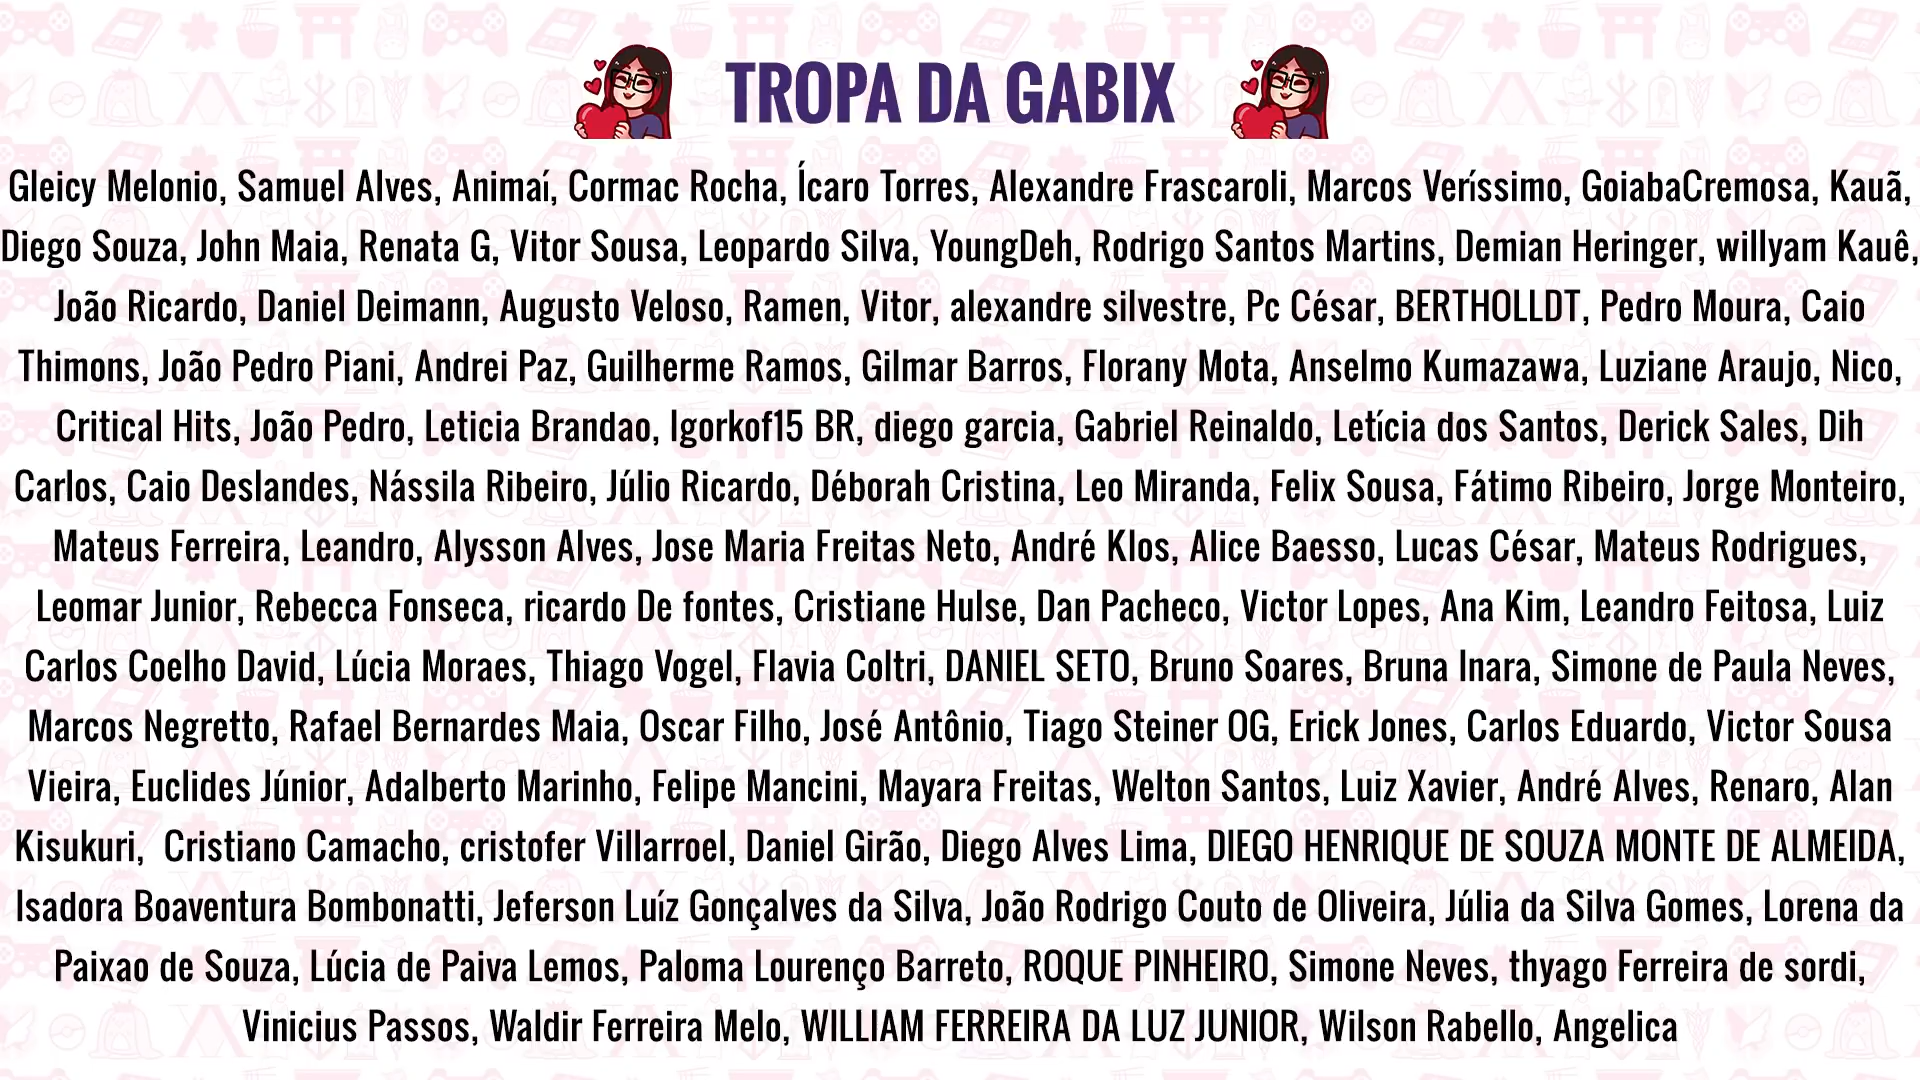 TROPA DA GABIX
Gleicy Melonio, Samuel Alves, Animaí, Cormac Rocha, Ícaro Torres, Alexandre Frascaroli, Marcos Veríssimo, GoiabaCremosa, Kauã,
Diego Souza, John Maia, Renata G, Vitor Sousa, Leopardo Silva, YoungDeh, Rodrigo Santos Martins, Demian Heringer, willyam Kauê,
João Ricardo, Daniel Deimann, Augusto Veloso, Ramen, Vitor, alexandre silvestre, Pc César, BERTHOLLDT, Pedro Moura, Caio
Thimons, João Pedro Piani, Andrei Paz, Guilherme Ramos, Gilmar Barros, Florany Mota, Anselmo Kumazawa, Luziane Araujo, Nico,
Critical Hits, João Pedro, Leticia Brandao, Igorkof15 BR, diego garcia, Gabriel Reinaldo, Letícia dos Santos, Derick Sales, Dih
Carlos, Caio Deslandes, Nássila Ribeiro, Júlio Ricardo, Déborah Cristina, Leo Miranda, Felix Sousa, Fátimo Ribeiro, Jorge Monteiro,
Mateus Ferreira, Leandro, Alysson Alves, Jose Maria Freitas Neto, André Klos, Alice Baesso, Lucas César, Mateus Rodrigues,
Leomar Junior, Rebecca Fonseca, ricardo De fontes, Cristiane Hulse, Dan Pacheco, Victor Lopes, Ana Kim, Leandro Feitosa, Luiz
Carlos Coelho David, Lúcia Moraes, Thiago Vogel, Flavia Coltri, DANIEL SETO, Bruno Soares, Bruna Inara, Simone de Paula Neves,
Marcos Negretto, Rafael Bernardes Maia, Oscar Filho, José Antônio, Tiago Steiner OG, Erick Jones, Carlos Eduardo, Victor Sousa
Vieira, Euclides Júnior, Adalberto Marinho, Felipe Mancini, Mayara Freitas, Welton Santos, Luiz Xavier, André Alves, Renaro, Alan
Kisukuri,  Cristiano Camacho, cristofer Villarroel, Daniel Girão, Diego Alves Lima, DIEGO HENRIQUE DE SOUZA MONTE DE ALMEIDA,
Isadora Boaventura Bombonatti, Jeferson Luíz Gonçalves da Silva, João Rodrigo Couto de Oliveira, Júlia da Silva Gomes, Lorena da
Paixao de Souza, Lúcia de Paiva Lemos, Paloma Lourenço Barreto, ROQUE PINHEIRO, Simone Neves, thyago Ferreira de sordi,
Vinicius Passos, Waldir Ferreira Melo, WILLIAM FERREIRA DA LUZ JUNIOR, Wilson Rabello, Angelica